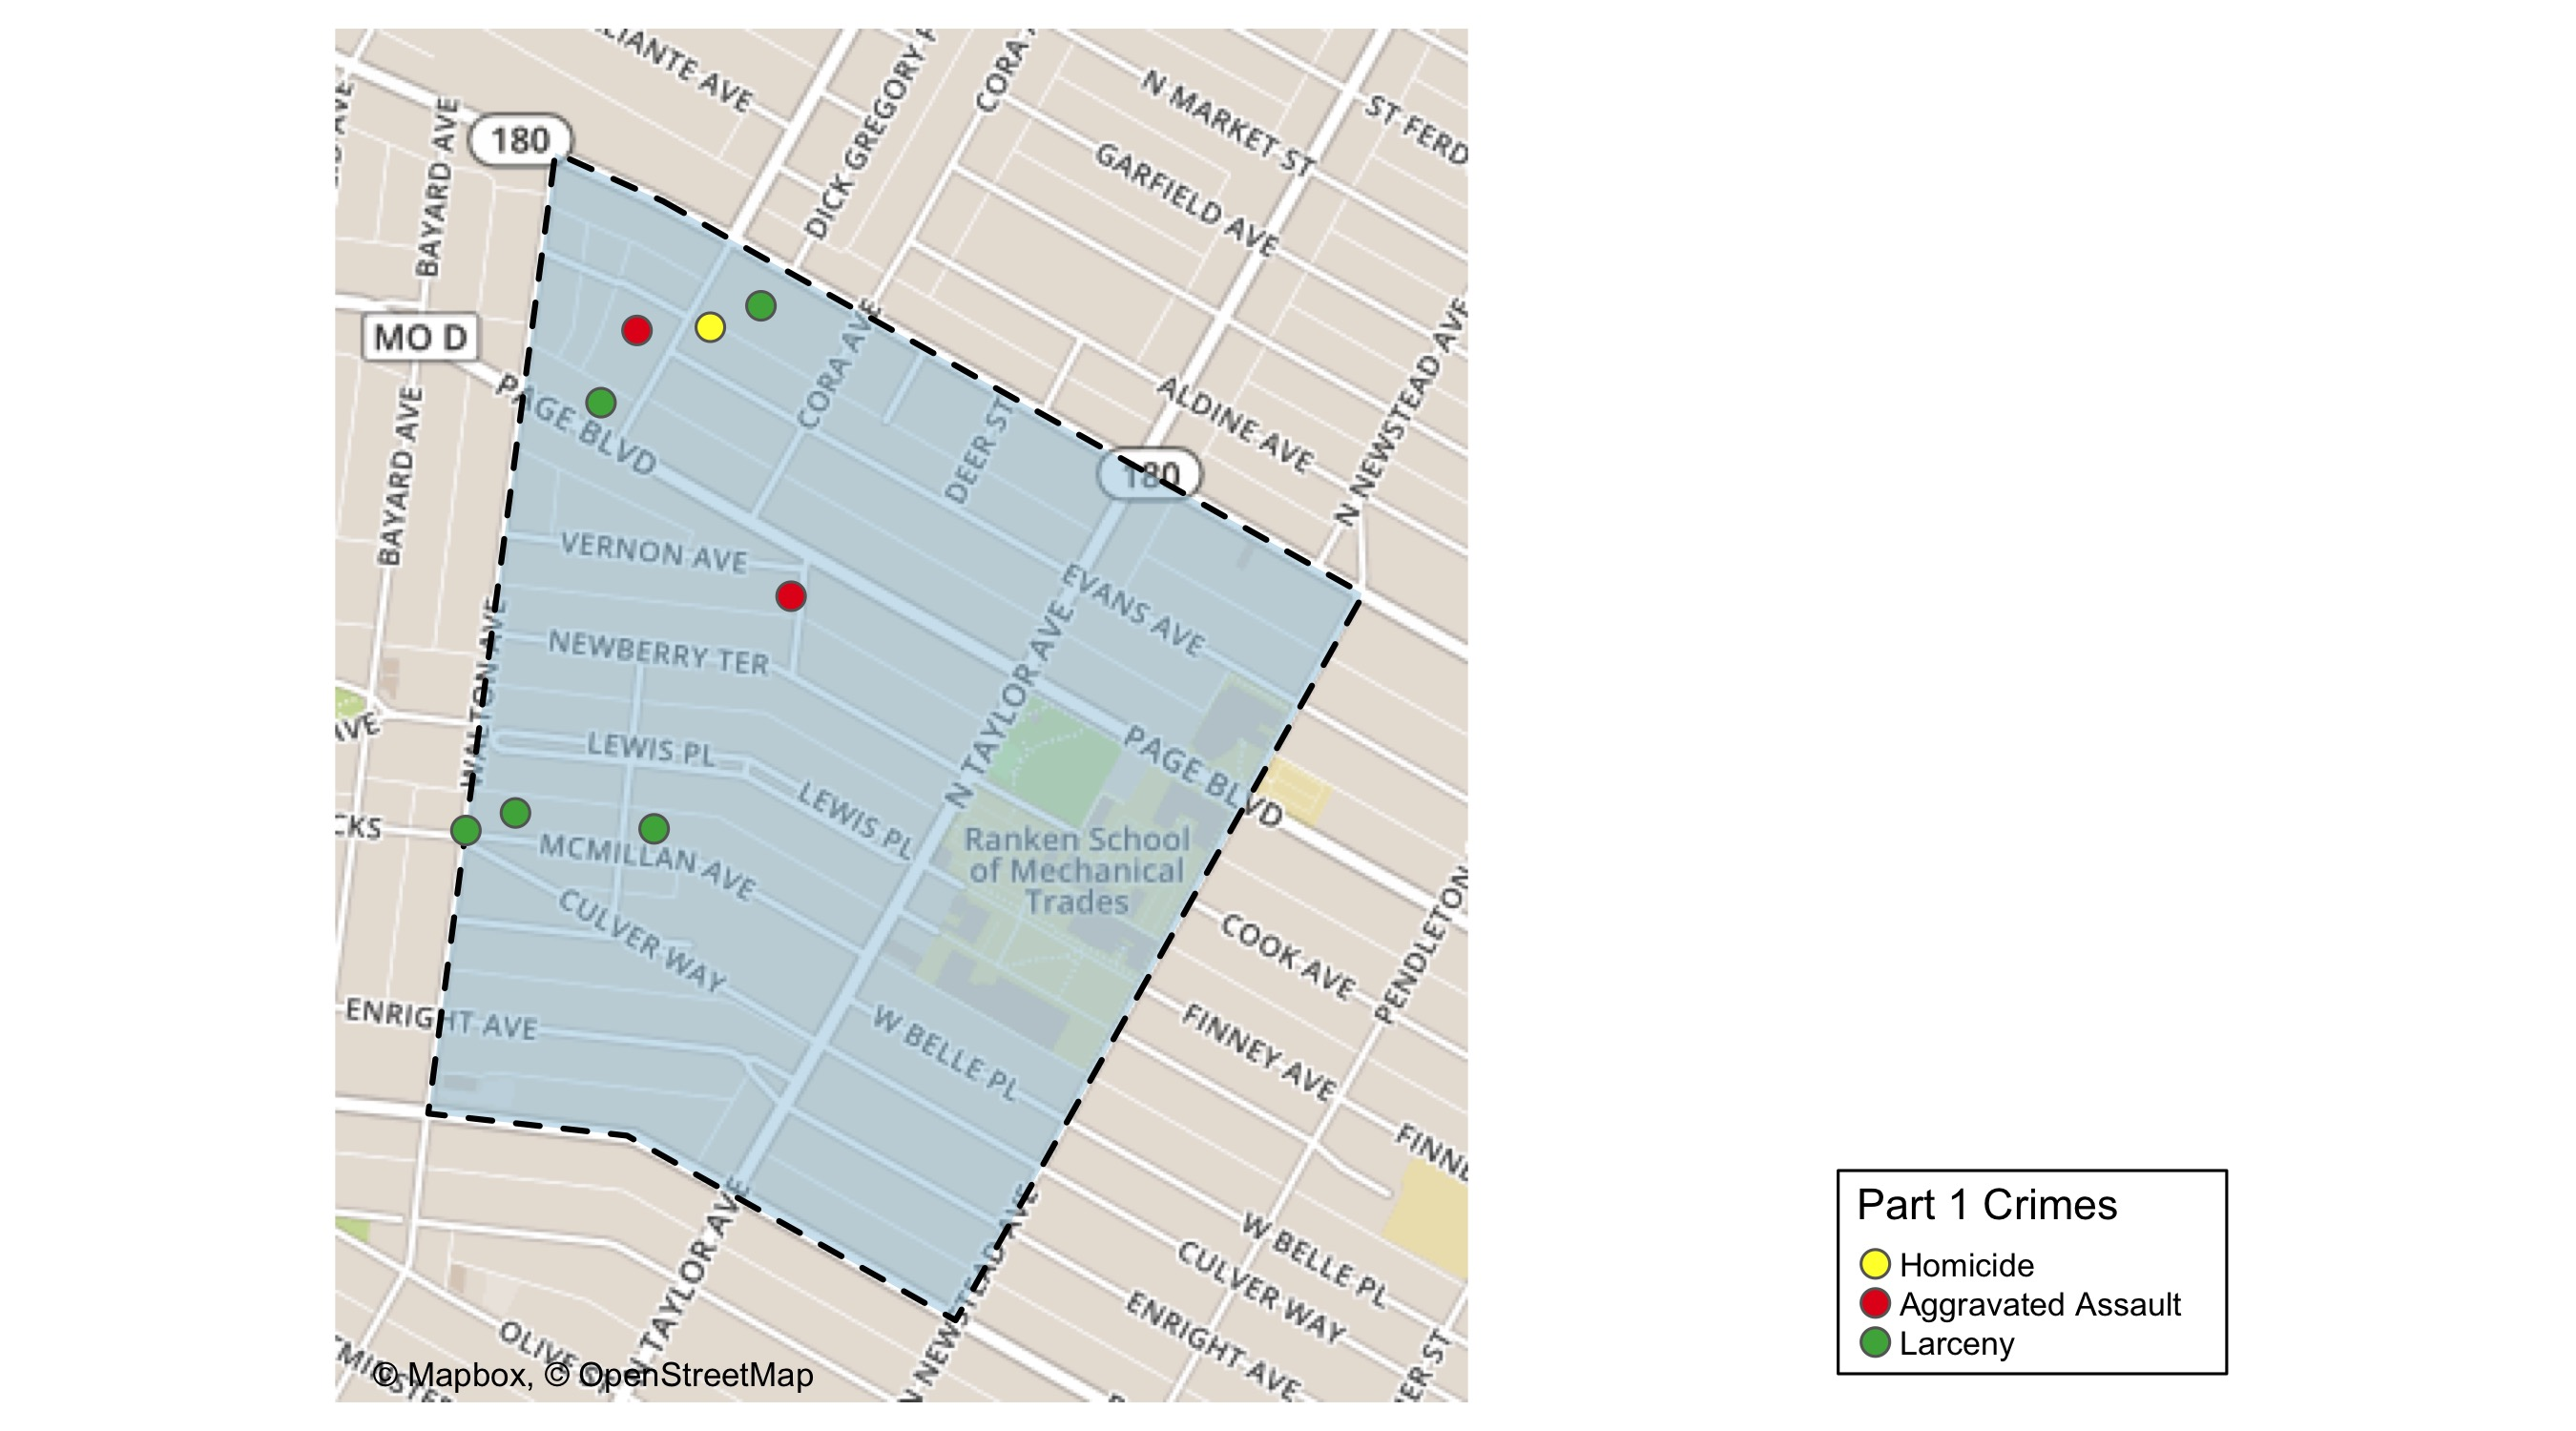 DICK GREGORY
CORA
N MARKET ST
ST FERD
GARFIELD AVE
BAYARD AVE
180
MO D
CORA AVE
PAGE BLVD
DEER ST
ALDINE AVE
N NEWSTEAD AVE
180
BAYARD AVE
VERNON AVE
EVANS AVE
NEWBERRY TER
WALTON AVE
N TAYLOR AVE
AVE
LEWIS PL
LEWIS PL
PAGE BLVD
CKS
MCMILLAN AVE
Ranken School
of Mechanical
Trades
CULVER WAY
COOK AVE
PENDLETON
ENRIGHT AVE
W BELLE PL
FINNEY AVE
FINNE
N TAYLOR AVE
N NEWSTEAD AVE
W BELLE PL
CULVER WAY
ENRIGHT AVE
OLIVE
© Mapbox, © OpenStreetMap
Part 1 Crimes
Homicide
Aggravated Assault
Larceny